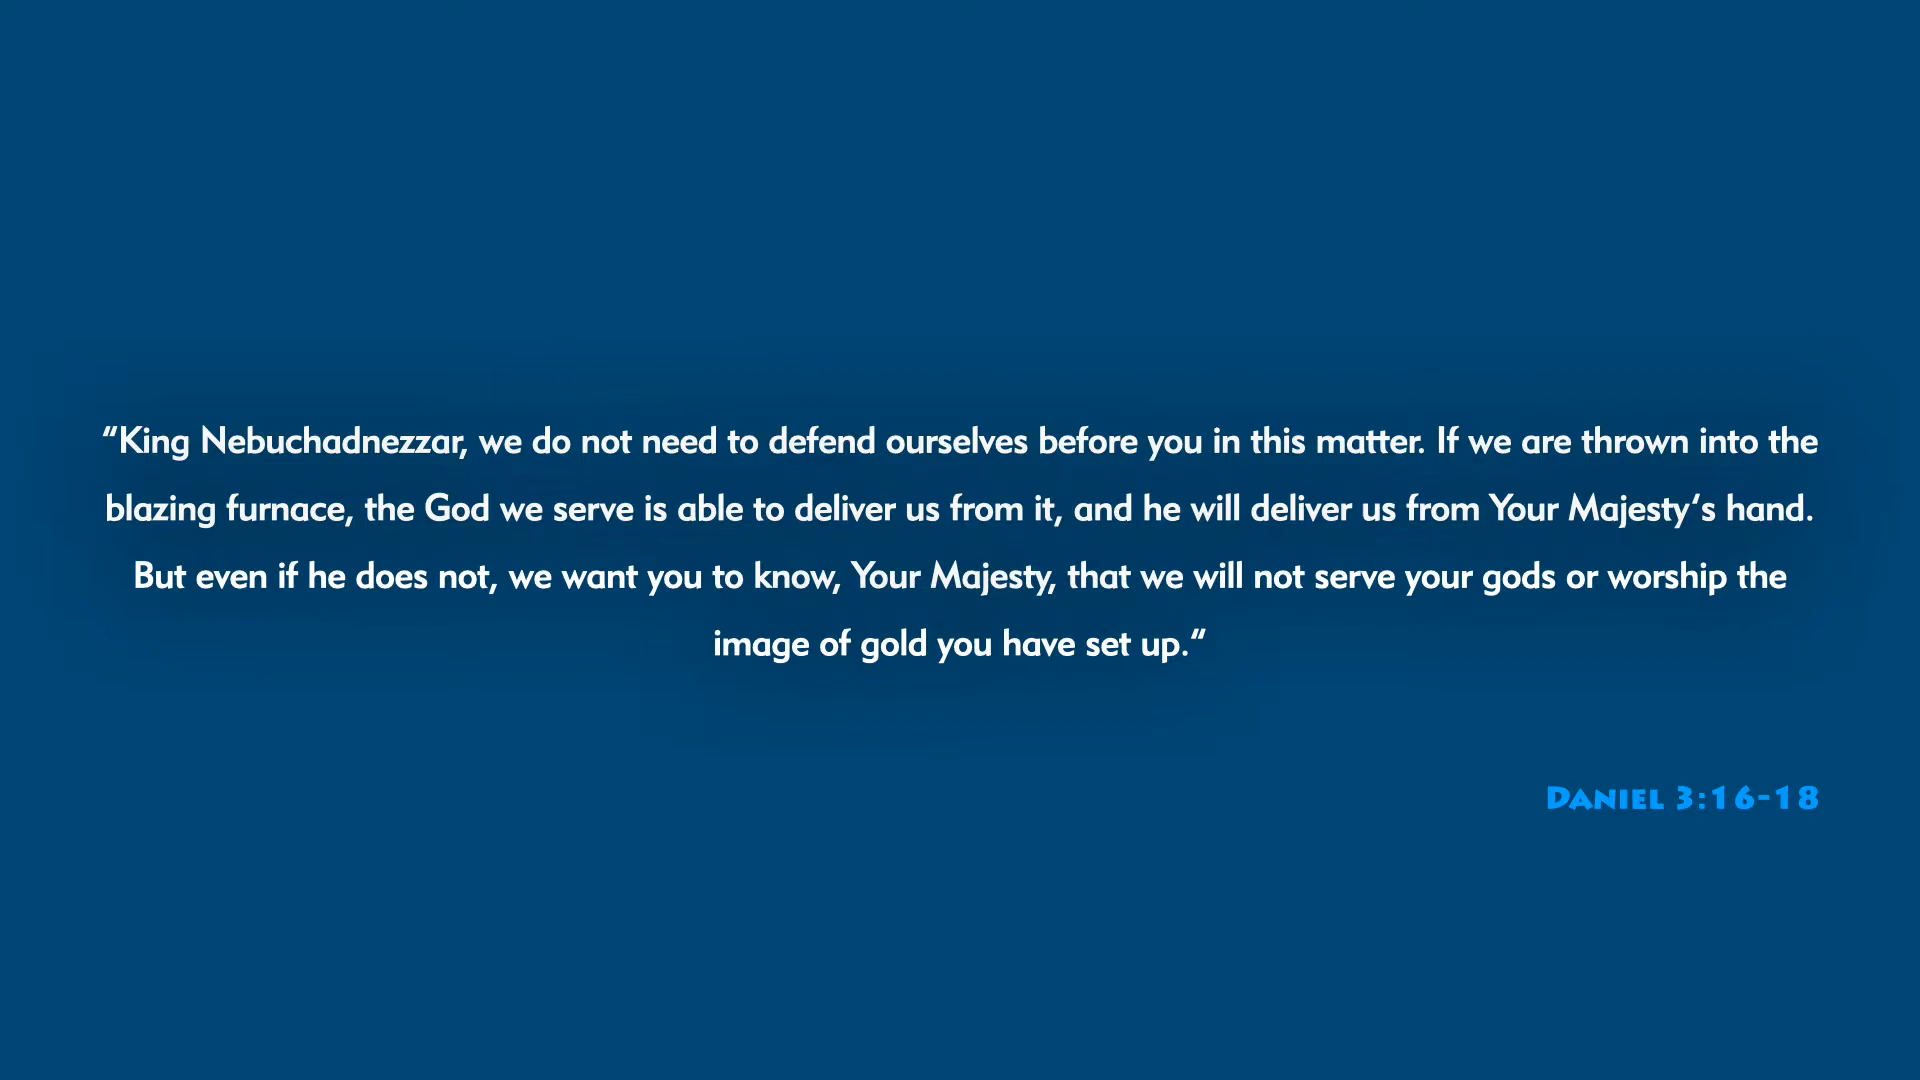 “King Nebuchadnezzar, we do not need to defend ourselves before you in this matter. If we are thrown into the
blazing furnace, the God we serve is able to deliver us from it, and he will deliver us from Your Majesty’s hand.
But even if he does not, we want you to know, Your Majesty, that we will not serve your gods or worship the
image of gold you have set up.”
Daniel 3:16-18